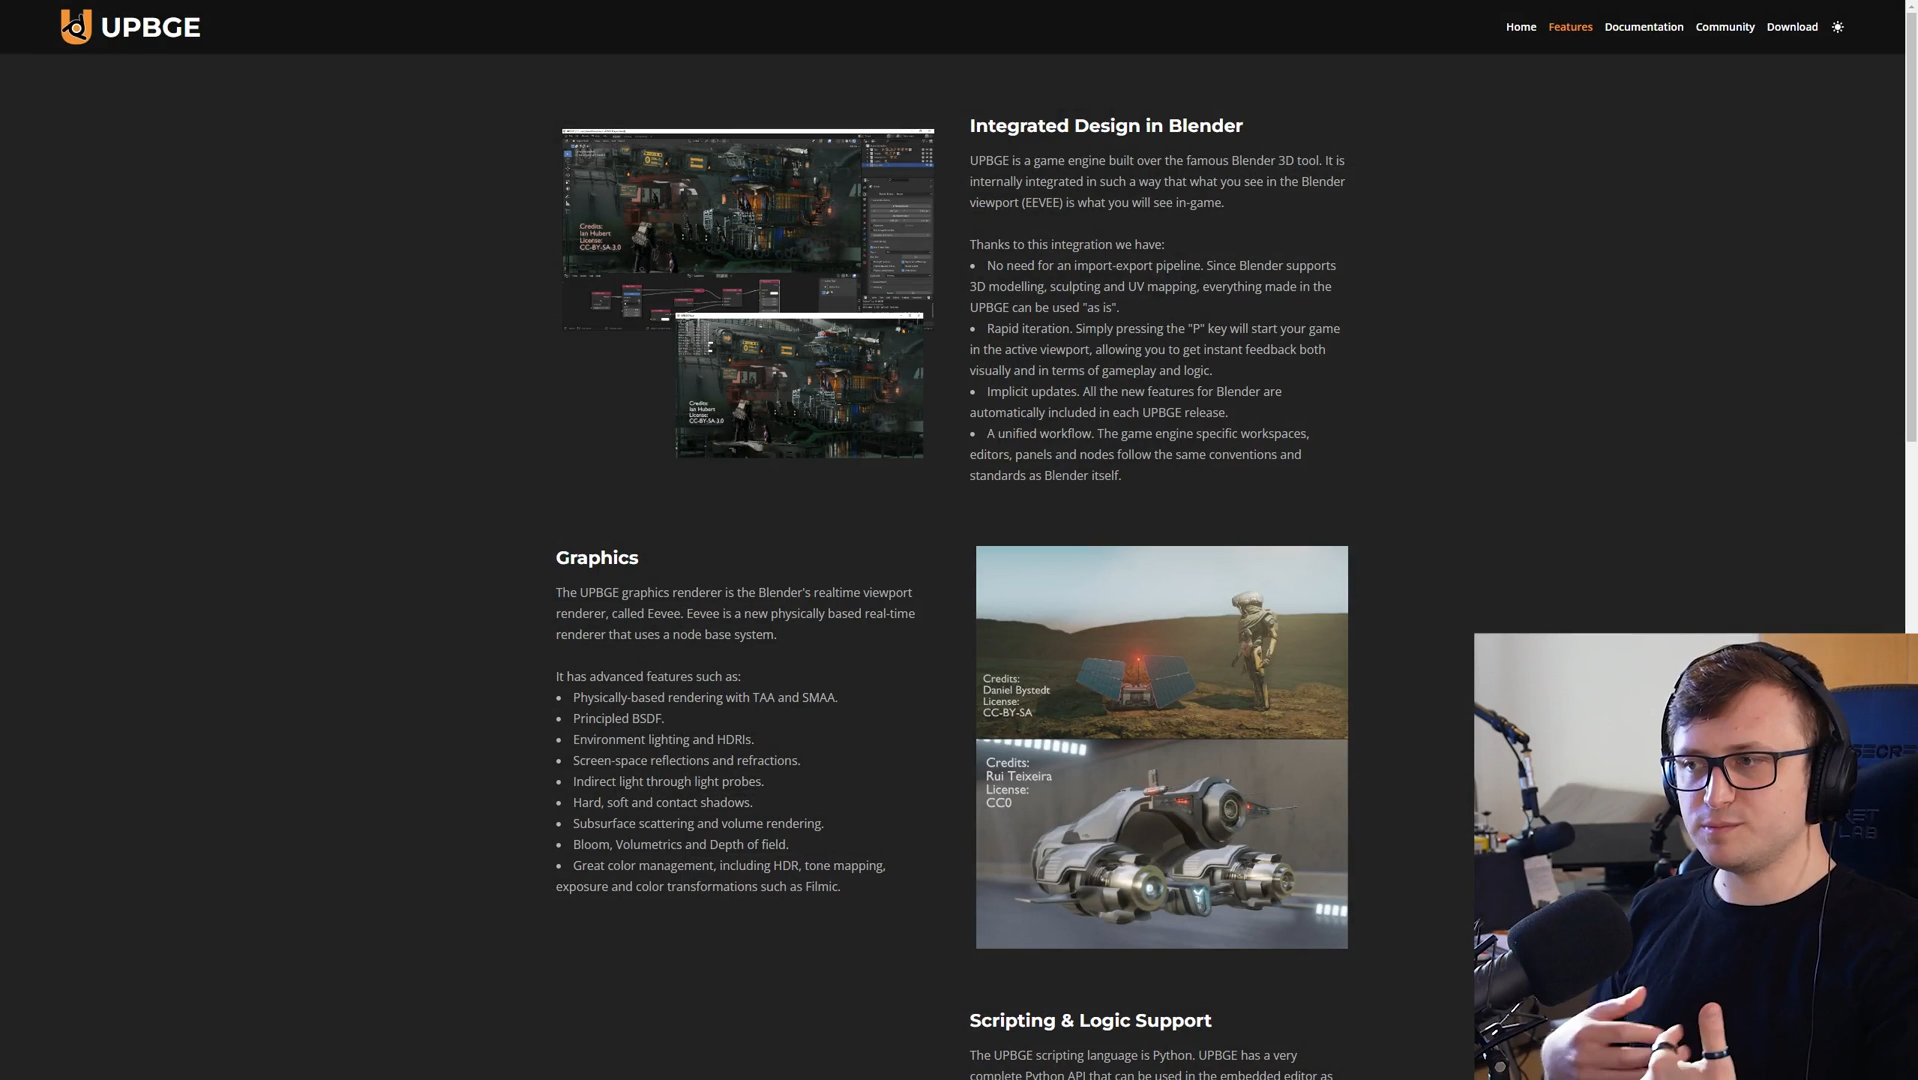 UPBGE
Home Features Documentation Community Download
Integrated Design in Blender
UPBGE is a game engine built over the famous Blender 3D tool. It is
internally integrated in such a way that what you see in the Blender
viewport (EEVEE) is what you will see in-game.
Thanks to this integration we have:
• No need for an import-export pipeline. Since Blender supports
3D modelling, sculpting and UV mapping, everything made in the
UPBGE can be used "as is".
• Rapid iteration. Simply pressing the "P" key will start your game
in the active viewport, allowing you to get instant feedback both
visually and in terms of gameplay and logic.
• Implicit updates. All the new features for Blender are
automatically included in each UPBGE release.
• A unified workflow. The game engine specific workspaces,
editors, panels and nodes follow the same conventions and
standards as Blender itself.
Credits:
Ian Hubert
License:
CC-BY-SA-3.0
Credits:
Ian Hubert
License:
CC-BY-SA-3.0
Graphics
The UPBGE graphics renderer is the Blender's realtime viewport
renderer, called Eevee. Eevee is a new physically based real-time
renderer that uses a node base system.
It has advanced features such as:
• Physically-based rendering with TAA and SMAA.
• Principled BSDF.
• Environment lighting and HDRIs.
• Screen-space reflections and refractions.
• Indirect light through light probes.
• Hard, soft and contact shadows.
• Subsurface scattering and volume rendering.
• Bloom, Volumetrics and Depth of field.
• Great color management, including HDR, tone mapping,
exposure and color transformations such as Filmic.
Credits:
Daniel Bystedt
License:
CC-BY-SA
Credits:
Rui Teixeira
License:
CC0
Scripting & Logic Support
The UPBGE scripting language is Python. UPBGE has a very
complete Python API that can be used in the embedded editor as
SECRE
LAB